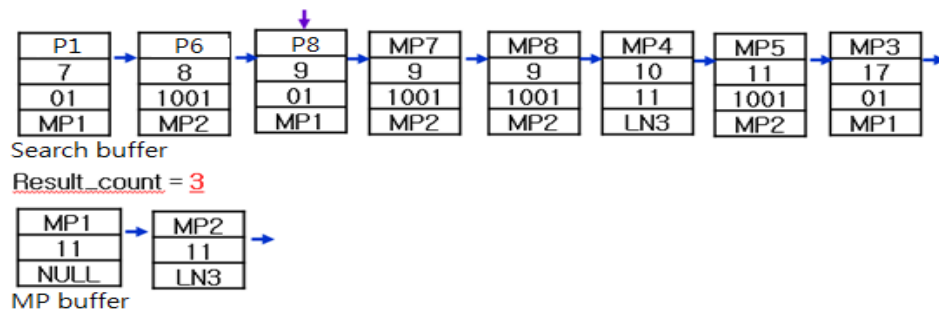 P1 P6 P8 MP7 MP8 MP4 MP5 MP3
7 8 9 9 9 10 11 17
01 1001 01 1001 1001 11 1001 01
MP1 MP2 MP1 MP2 MP2 LN3 MP2 MP1
Search buffer
Result_count = 3
MP1 MP2
11 11
NULL LN3
MP buffer